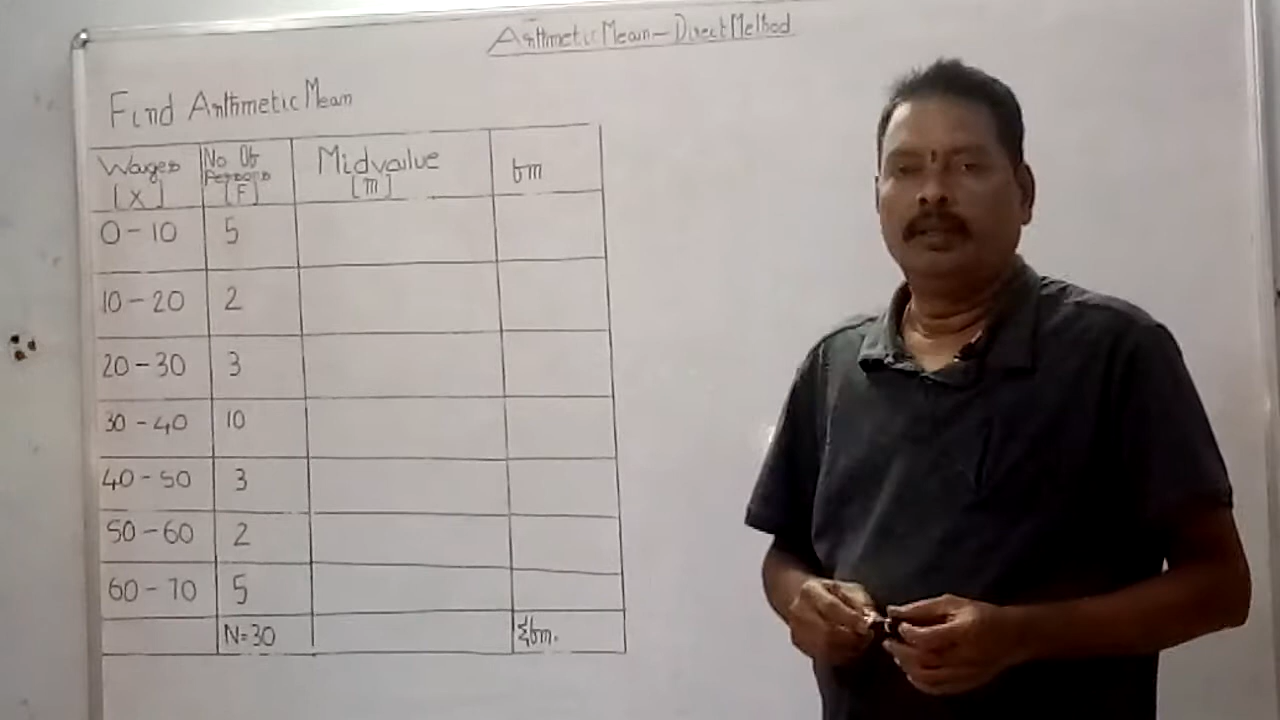 Arithmetic Mean - Direct Method
Find Arithmetic Mean
Wages [X] No Of Persons [F] Midvalue [m] fm
0-10 5
10-20 2
20-30 3
30-40 10
40-50 3
50-60 2
60-70 5
N=30 Σfm.